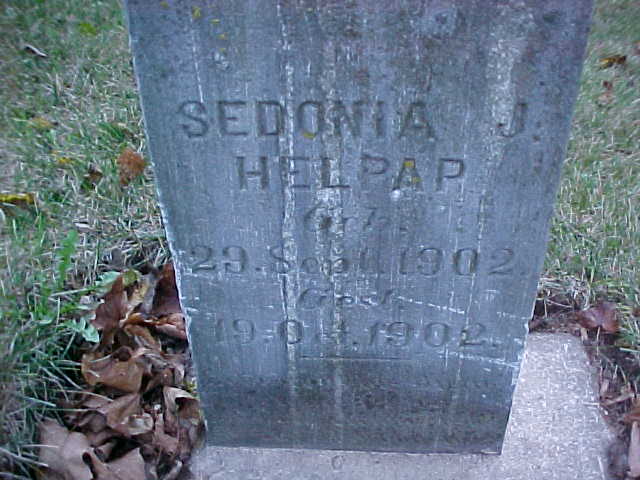 SEDONIA J.
HELPAP
Geb.
29. Sept. 1902.
Gest.
19. Oct. 1902.